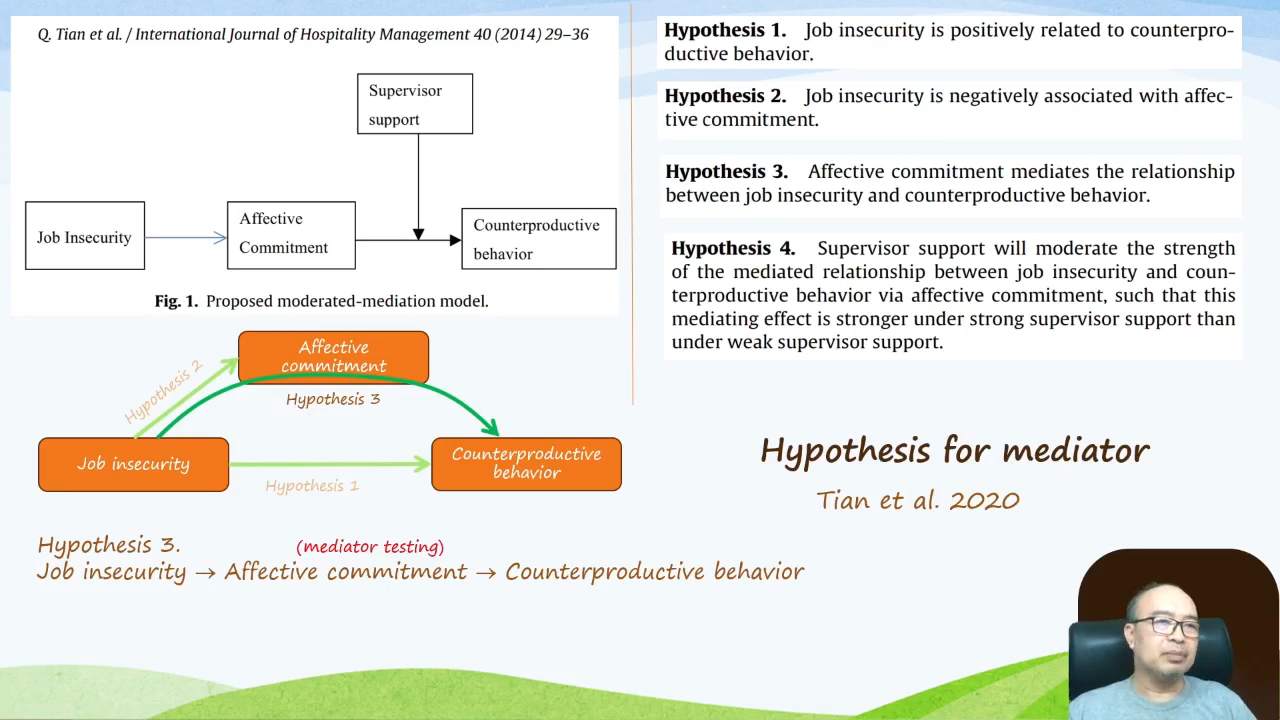 Q. Tian et al. / International Journal of Hospitality Management 40 (2014) 29–36
Supervisor
support
Job Insecurity
Affective
Commitment
Counterproductive
behavior
Fig. 1. Proposed moderated-mediation model.
Hypothesis 1. Job insecurity is positively related to counterpro-
ductive behavior.
Hypothesis 2. Job insecurity is negatively associated with affec-
tive commitment.
Hypothesis 3. Affective commitment mediates the relationship
between job insecurity and counterproductive behavior.
Hypothesis 4. Supervisor support will moderate the strength
of the mediated relationship between job insecurity and coun-
terproductive behavior via affective commitment, such that this
mediating effect is stronger under strong supervisor support than
under weak supervisor support.
Affective
commitment
Hypothesis 2
Hypothesis 3
Job insecurity
Counterproductive
behavior
Hypothesis 1
Hypothesis for mediator
Tian et al. 2020
Hypothesis 3. (mediator testing)
Job insecurity → Affective commitment → Counterproductive behavior